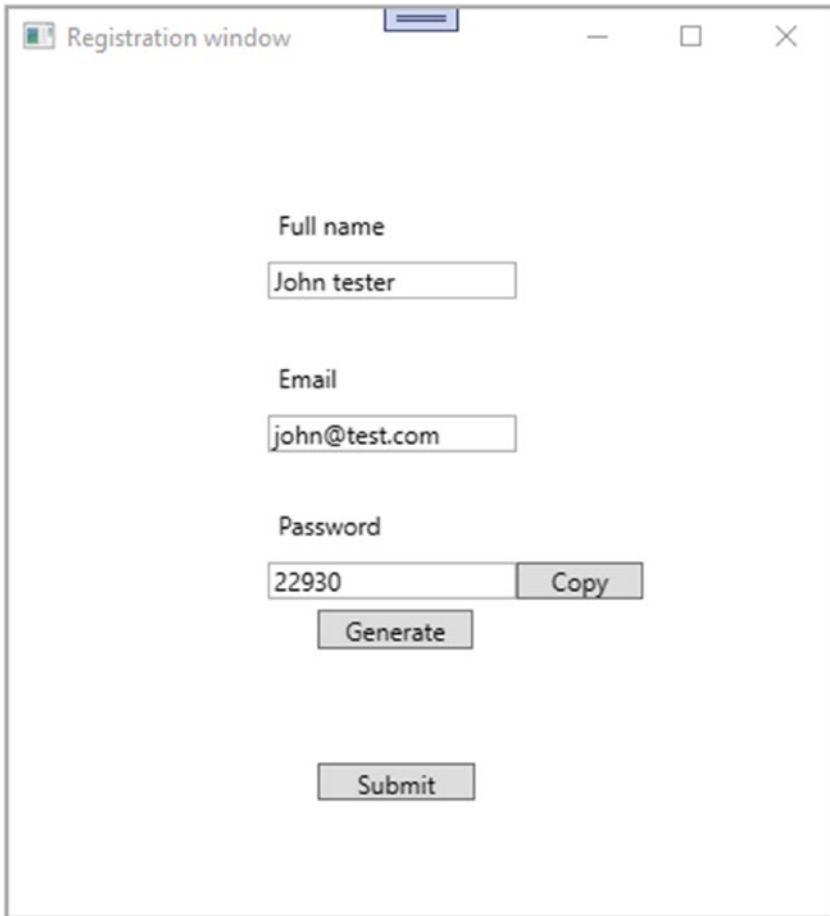 Registration window
Full name
John tester
Email
john@test.com
Password
22930 Copy
Generate
Submit